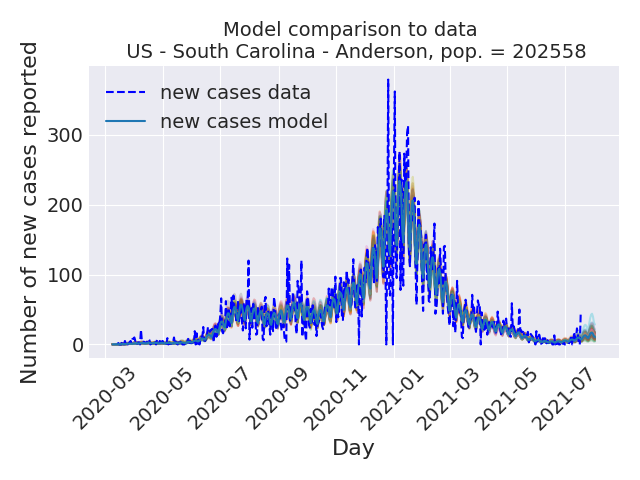 Model comparison to data
US - South Carolina - Anderson, pop. = 202558
Number of new cases reported
new cases data
new cases model
300
200
100
0
2020-03
2020-05
2020-07
2020-09
2020-11
2021-01
2021-03
2021-05
2021-07
Day